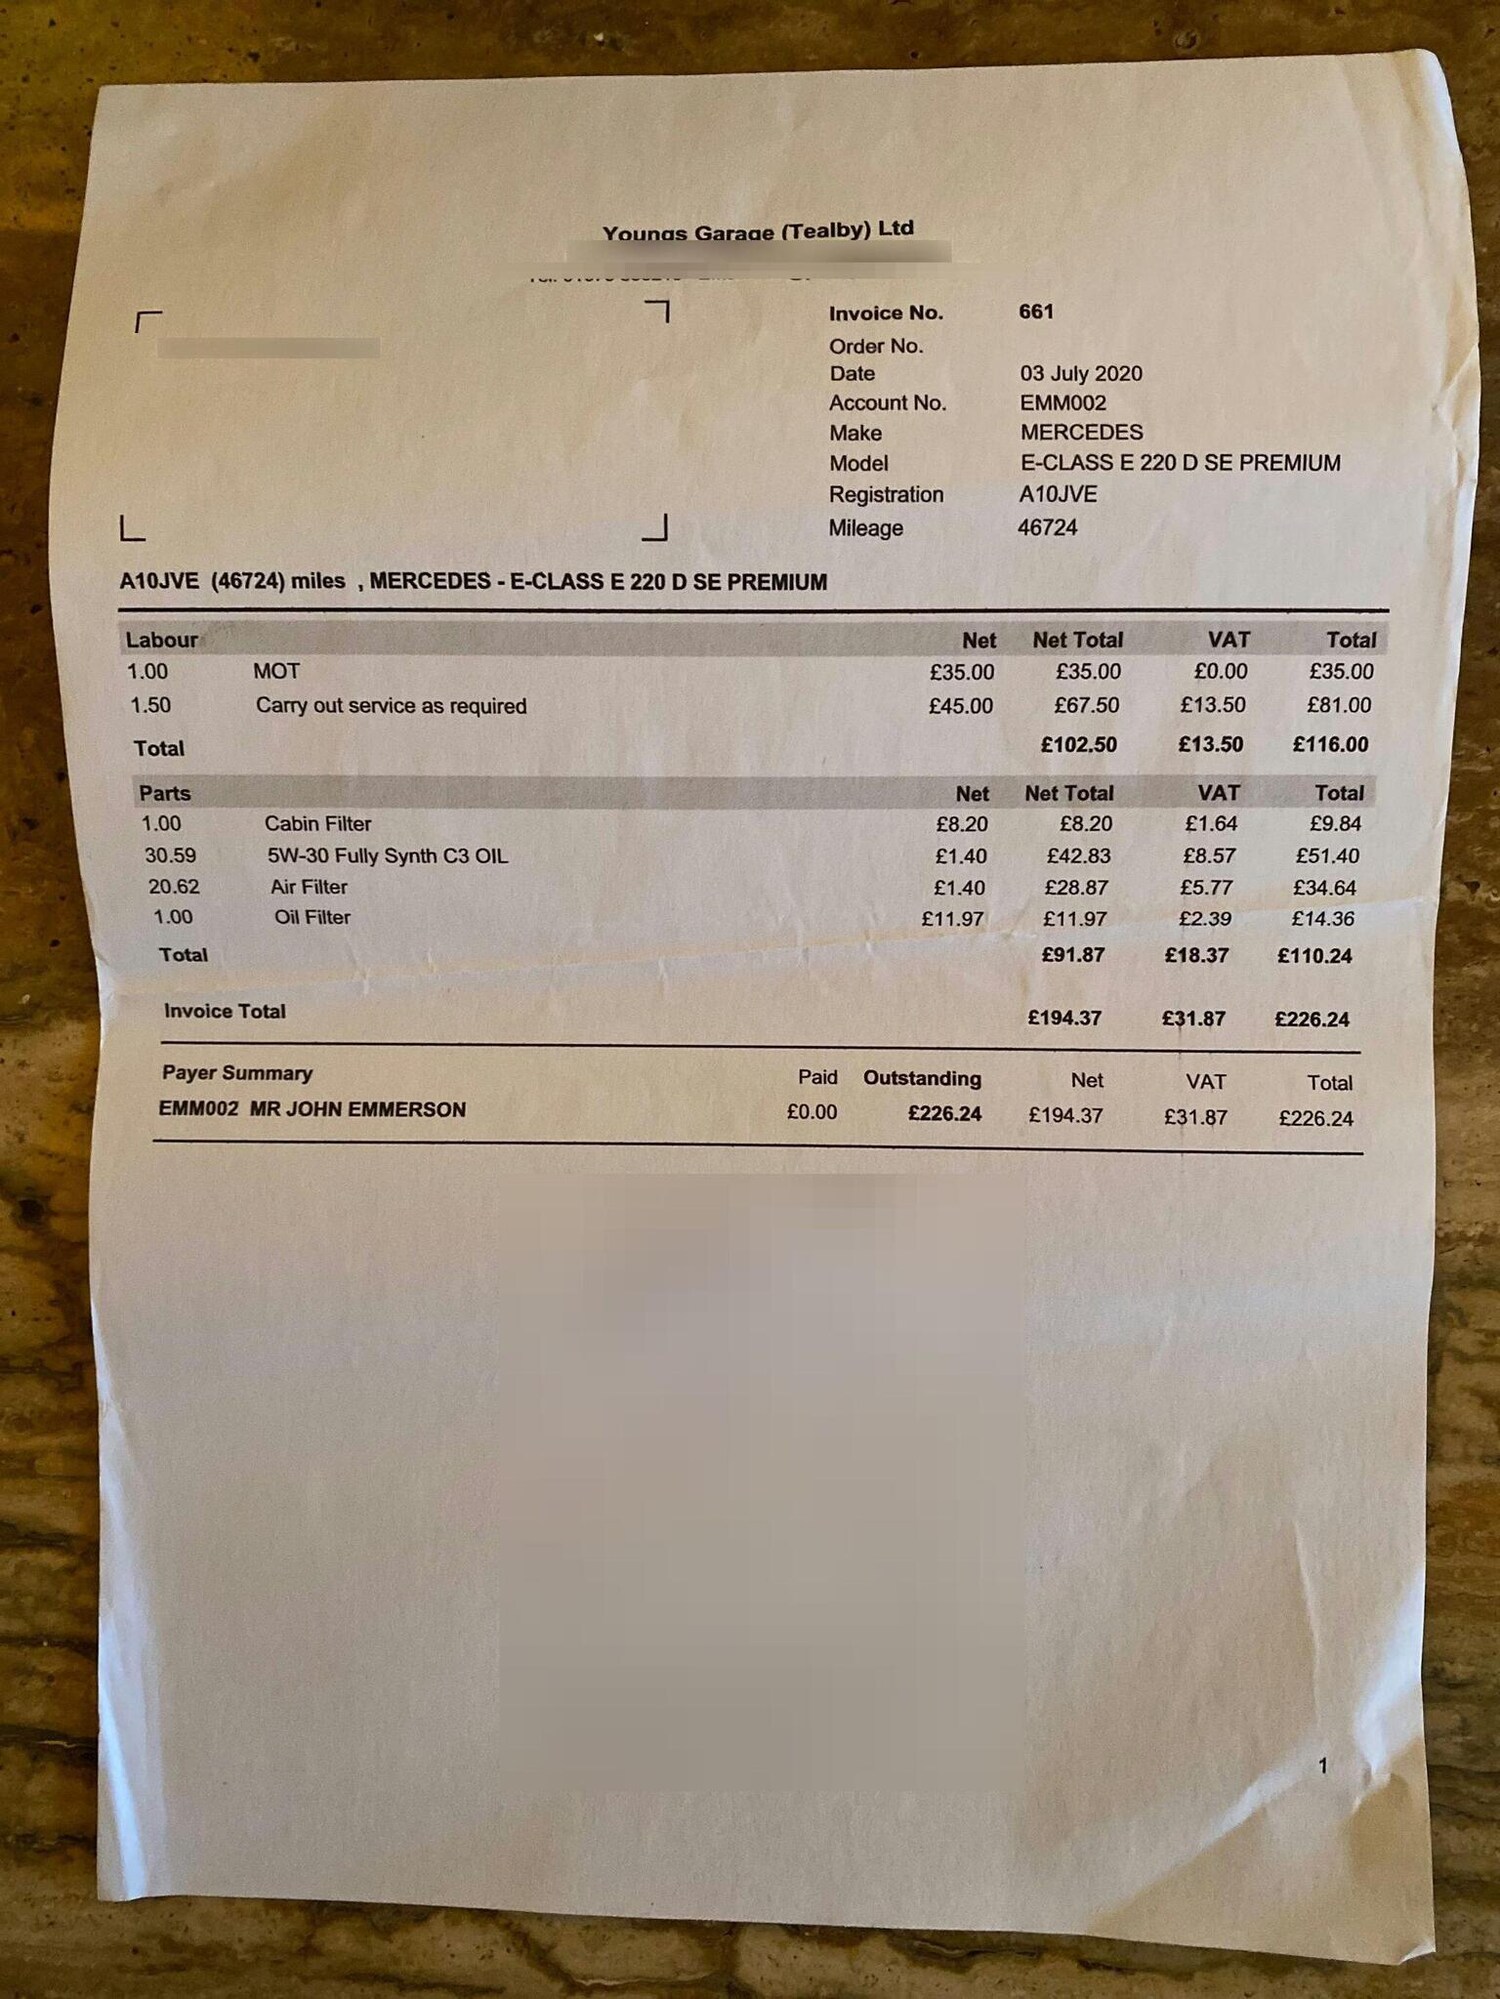 Youngs Garage (Tealby) Ltd
Invoice No. 661
Order No.
Date 03 July 2020
Account No. EMM002
Make MERCEDES
Model E-CLASS E 220 D SE PREMIUM
Registration A10JVE
Mileage 46724
A10JVE (46724) miles , MERCEDES - E-CLASS E 220 D SE PREMIUM
Labour Net Net Total VAT Total
1.00 MOT £35.00 £35.00 £0.00 £35.00
1.50 Carry out service as required £45.00 £67.50 £13.50 £81.00
Total £102.50 £13.50 £116.00
Parts Net Net Total VAT Total
1.00 Cabin Filter £8.20 £8.20 £1.64 £9.84
30.59 5W-30 Fully Synth C3 OIL £1.40 £42.83 £8.57 £51.40
20.62 Air Filter £1.40 £28.87 £5.77 £34.64
1.00 Oil Filter £11.97 £11.97 £2.39 £14.36
Total £91.87 £18.37 £110.24
Invoice Total £194.37 £31.87 £226.24
Payer Summary Paid Outstanding Net VAT Total
EMM002 MR JOHN EMMERSON £0.00 £226.24 £194.37 £31.87 £226.24
1